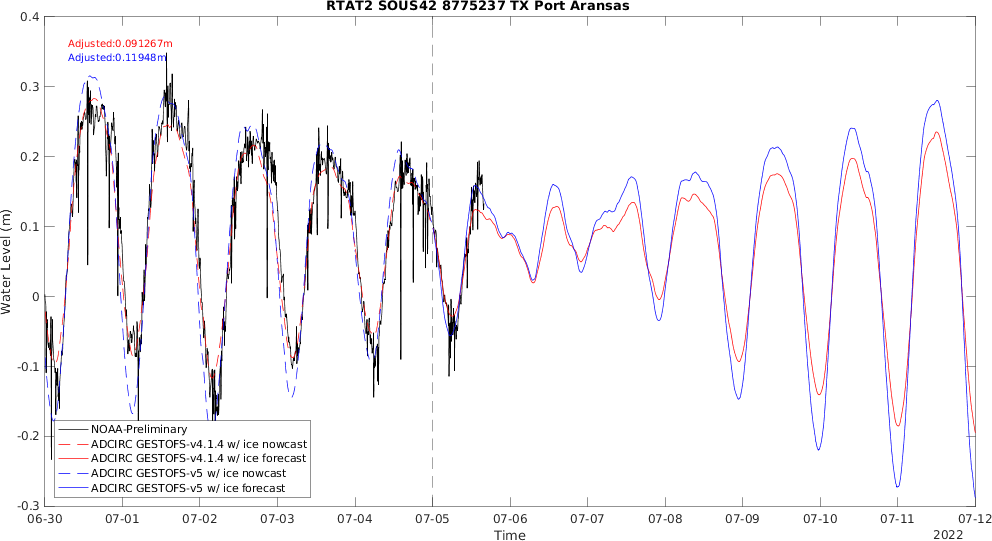 RTAT2 SOUS42 8775237 TX Port Aransas
0.4
Adjusted:0.091267m
Adjusted:0.11948m
0.3
0.2
0.1
0
-0.1
-0.2
-0.3
Water Level (m)
NOAA-Preliminary
ADCIRC GESTOFS-v4.1.4 w/ ice nowcast
ADCIRC GESTOFS-v4.1.4 w/ ice forecast
ADCIRC GESTOFS-v5 w/ ice nowcast
ADCIRC GESTOFS-v5 w/ ice forecast
06-30 07-01 07-02 07-03 07-04 07-05 07-06 07-07 07-08 07-09 07-10 07-11 07-12
Time
2022